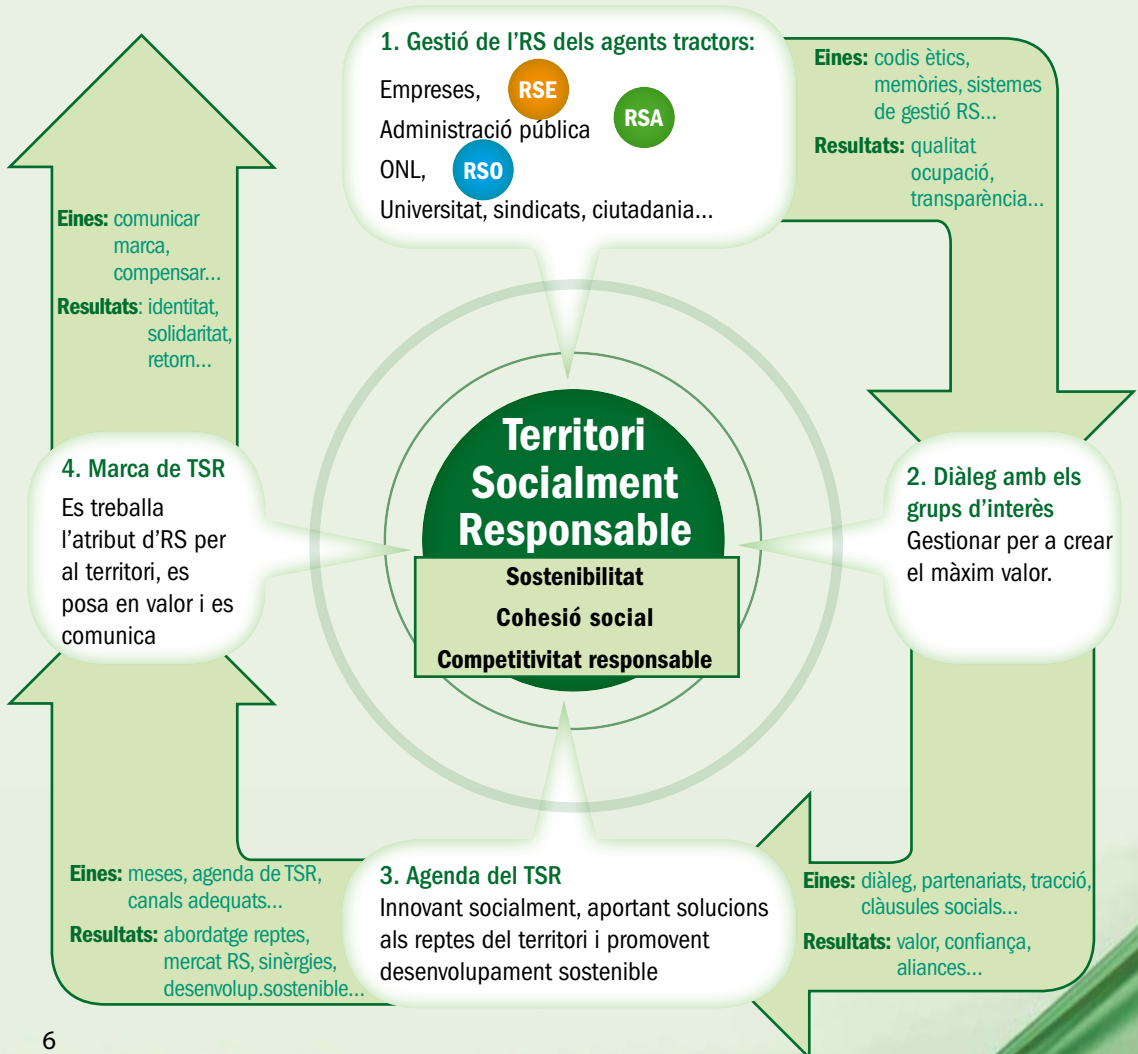 1. Gestió de l'RS dels agents tractors:
Empreses, RSE
Administració pública RSA
ONL, RSO
Universitat, sindicats, ciutadania...
Eines: codis ètics,
memòries, sistemes
de gestió RS...
Resultats: qualitat
ocupació,
transparència...
Eines: comunicar
marca,
compensar...
Resultats: identitat,
solidaritat,
retorn...
Territori
Socialment
Responsable
Sostenibilitat
Cohesió social
Competitivitat responsable
2. Diàleg amb els
grups d'interès
Gestionar per a crear
el màxim valor.
4. Marca de TSR
Es treballa
l'atribut d'RS per
al territori, es
posa en valor i es
comunica
Eines: diàleg, partenariats, tracció,
clàusules socials...
Resultats: valor, confiança,
aliances...
3. Agenda del TSR
Innovant socialment, aportant solucions
als reptes del territori i promovent
desenvolupament sostenible
Eines: meses, agenda de TSR,
canals adequats...
Resultats: abordatge reptes,
mercat RS, sinèrgies,
desenvolup.sostenible...
6